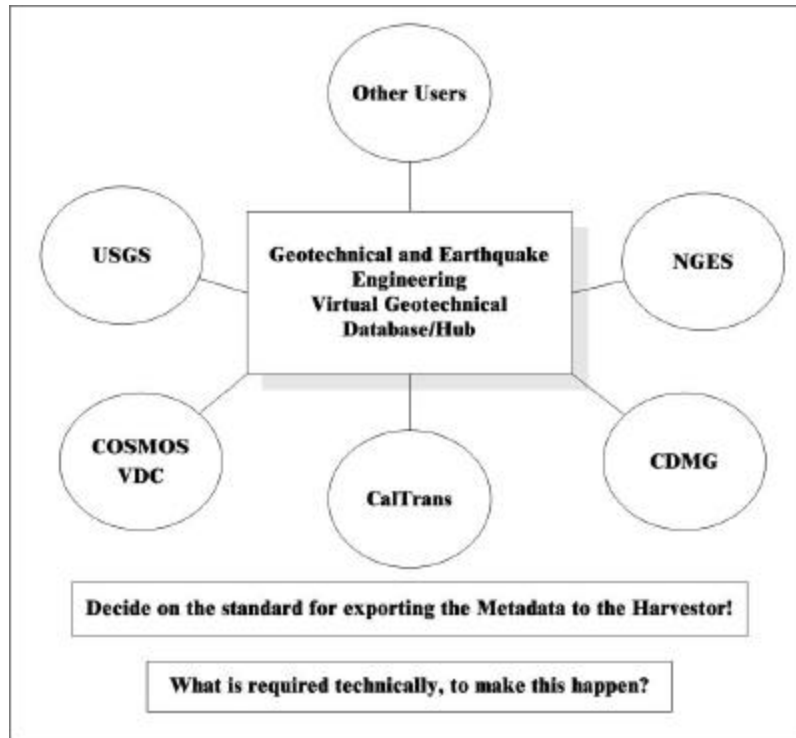 Other Users
USGS
Geotechnical and Earthquake
Engineering
Virtual Geotechnical
Database/Hub
NGES
COSMOS
VDC
CalTrans
CDMG
Decide on the standard for exporting the Metadata to the Harvestor!
What is required technically, to make this happen?